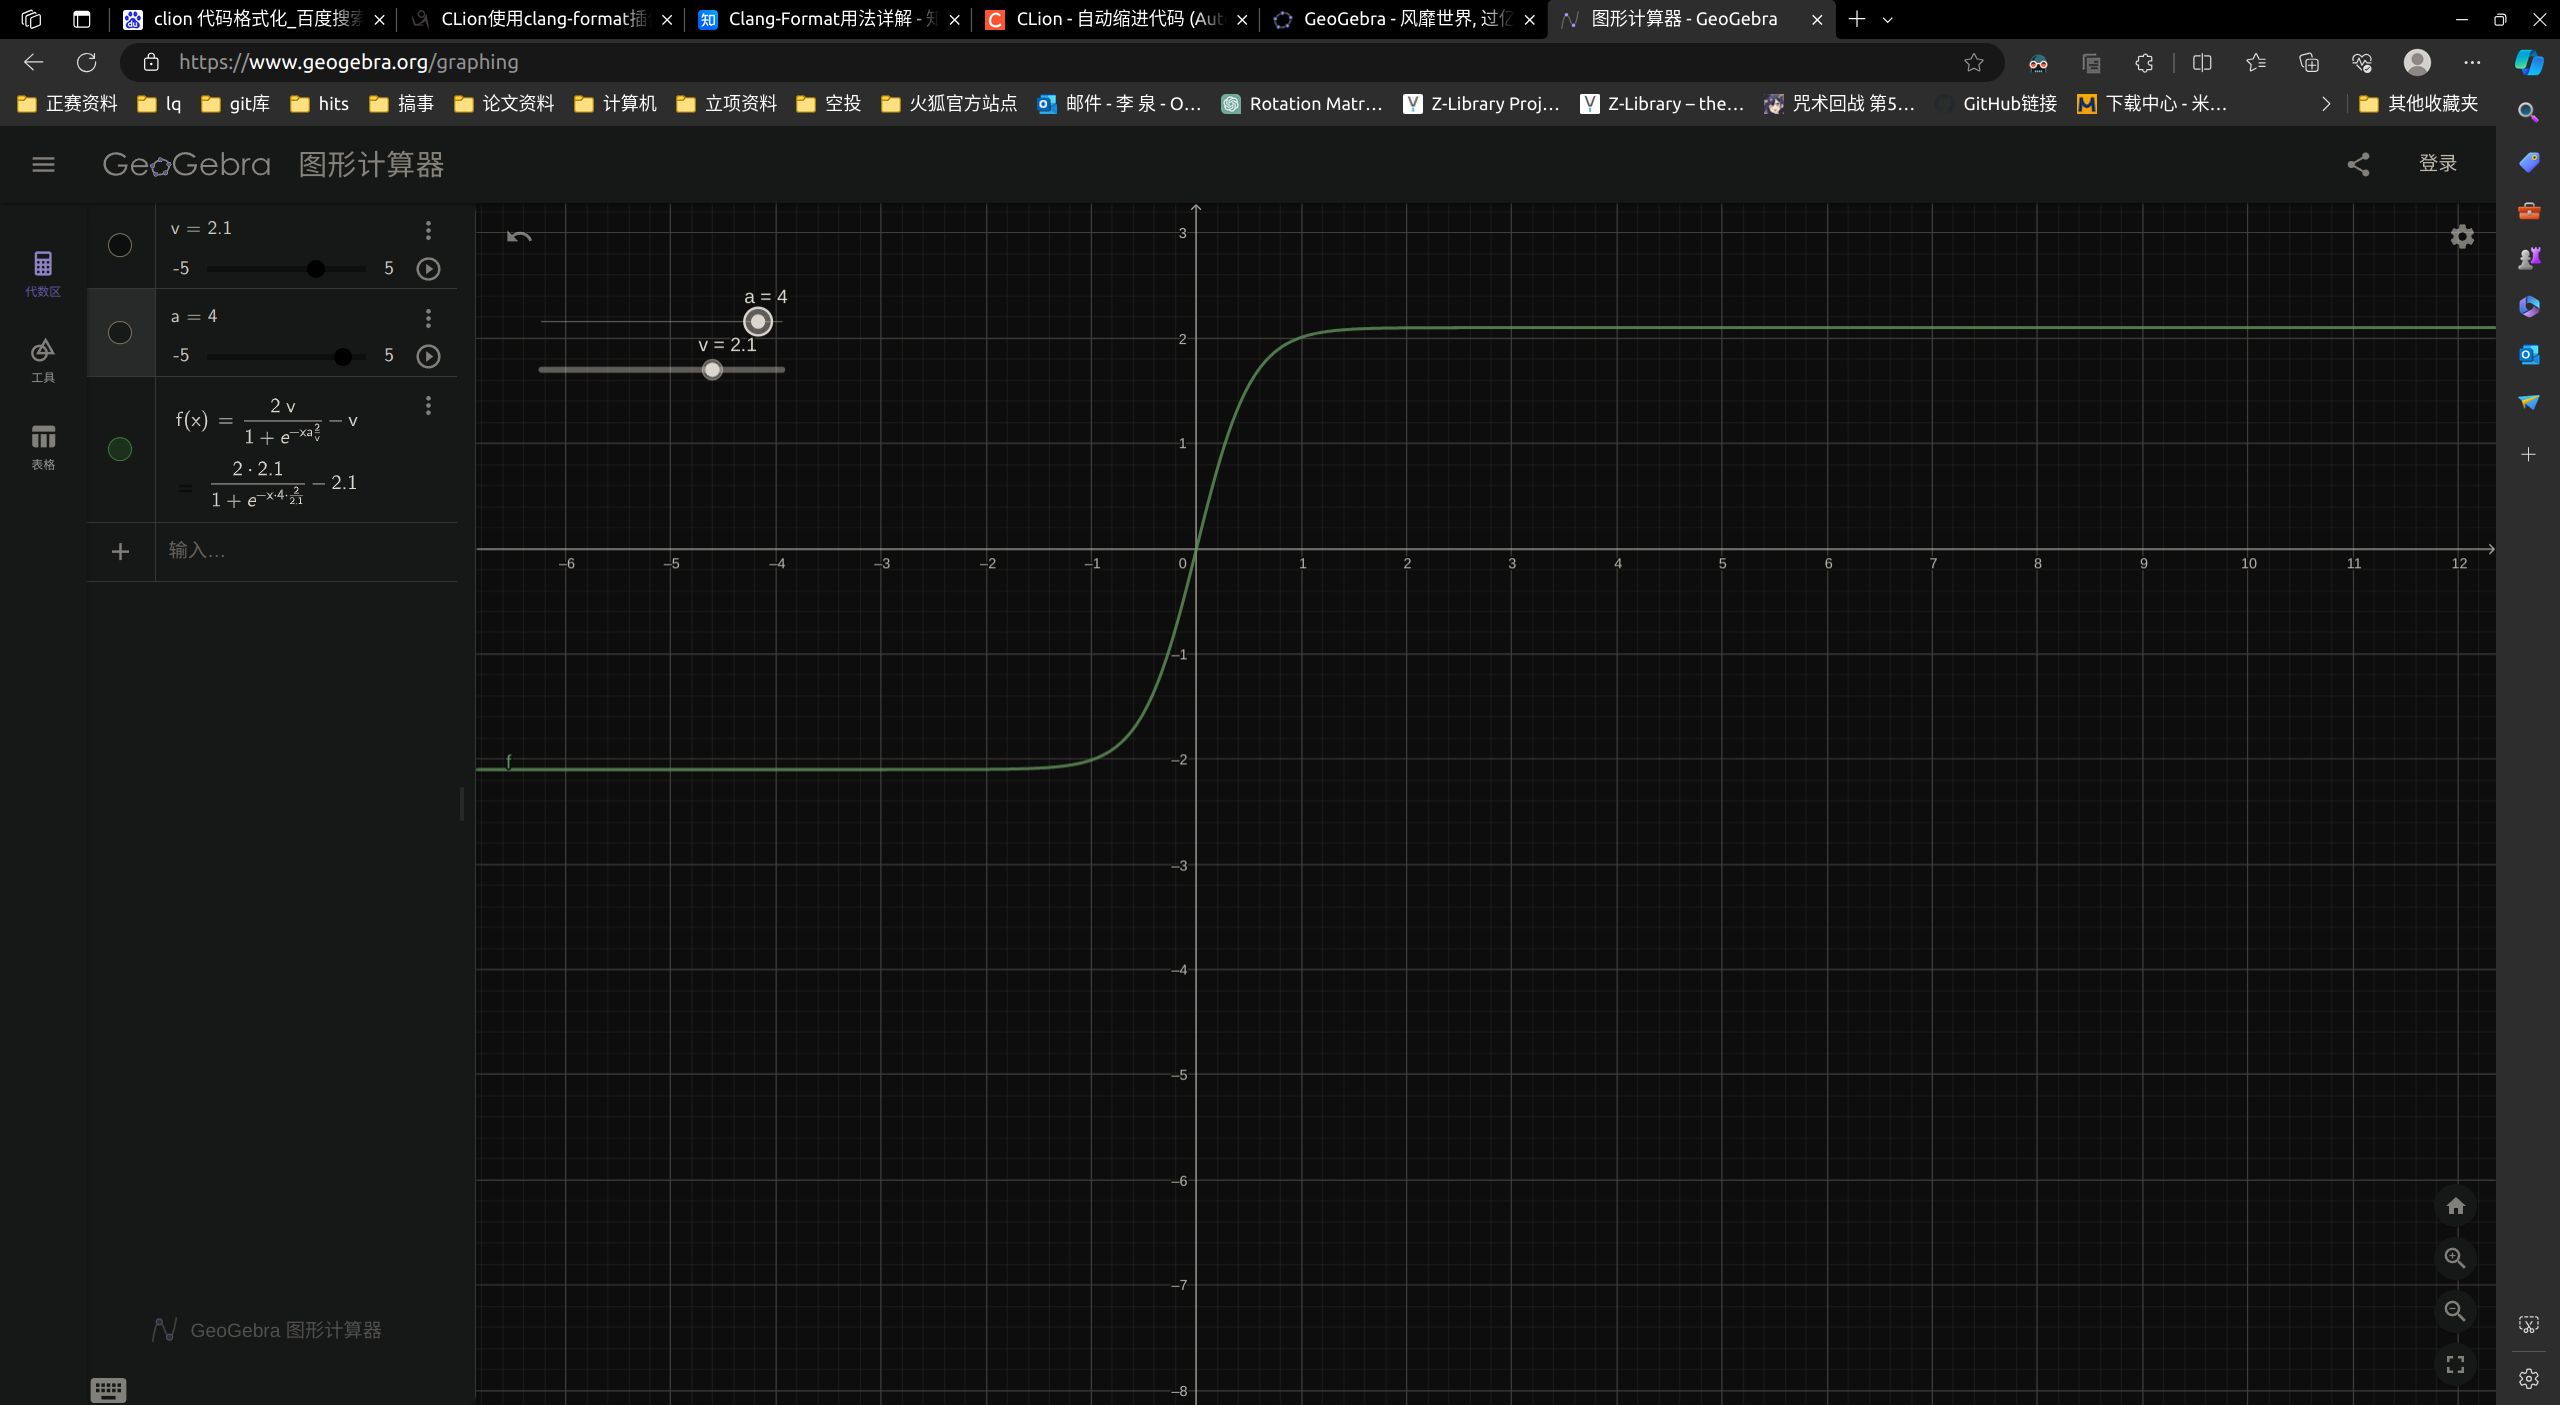 clion 代码格式化_百度搜索
CLion使用clang-format插
Clang-Format用法详解 - 知
CLion - 自动缩进代码 (Aut
GeoGebra - 风靡世界, 过亿
图形计算器 - GeoGebra
https://www.geogebra.org/graphing
正赛资料
lq
git库
hits
搞事
论文资料
计算机
立项资料
空投
火狐官方站点
邮件 - 李 泉 - O...
Rotation Matr...
Z-Library Proj...
Z-Library – the...
咒术回战 第5...
GitHub链接
下载中心 - 米...
其他收藏夹
GeoGebra 图形计算器
登录
代数区
工具
表格
v = 2.1
-5 5
a = 4
-5 5
f(x) = 2 v / (1 + e^(−xa 2/v)) − v
= 2 · 2.1 / (1 + e^(−x·4· 2/2.1)) − 2.1
输入...
a = 4
v = 2.1
f
3
2
1
–6 –5 –4 –3 –2 –1 0 1 2 3 4 5 6 7 8 9 10 11 12
–1
–2
–3
–4
–5
–6
–7
–8
GeoGebra 图形计算器